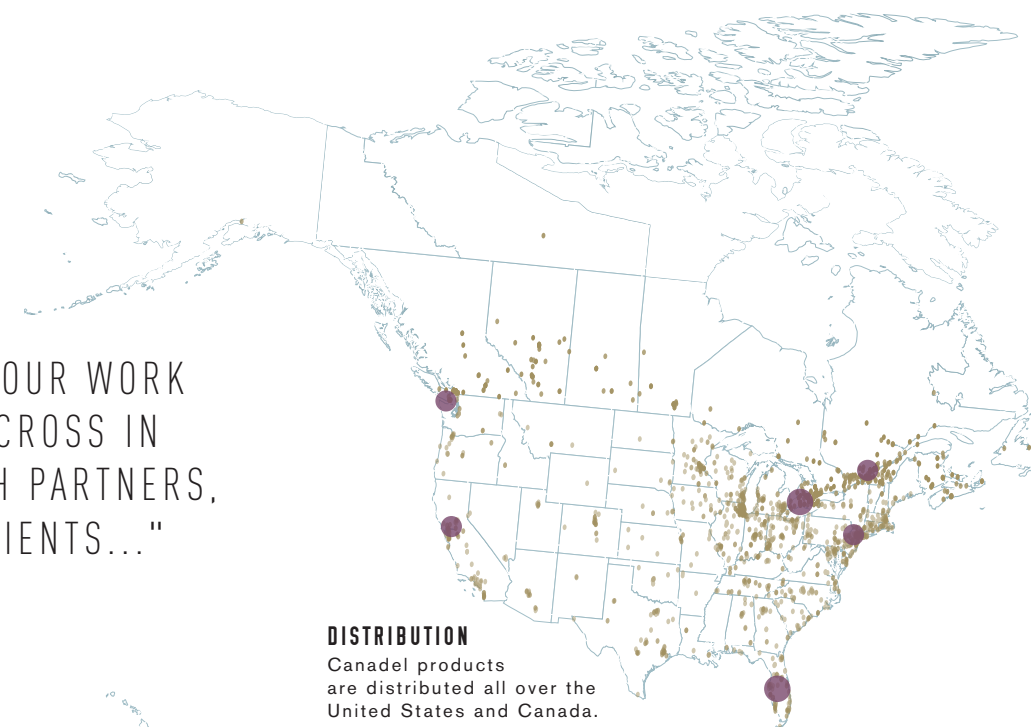 OUR WORK
CROSS IN
H PARTNERS,
IENTS..."
DISTRIBUTION
Canadel products
are distributed all over the
United States and Canada.